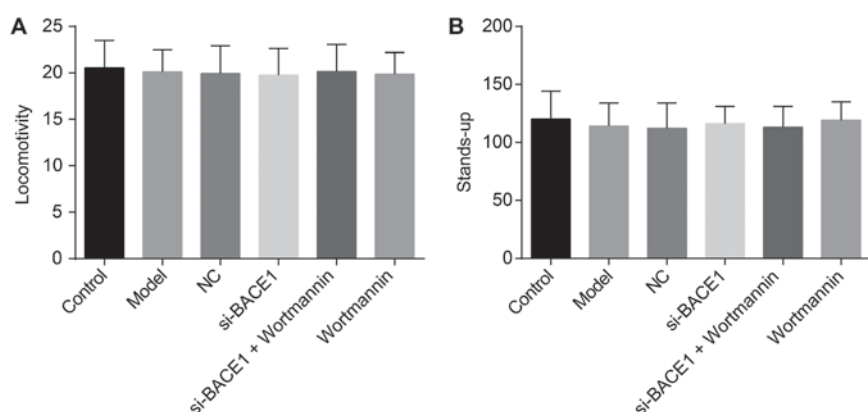 A
Locomotivity
25
20
15
10
5
0
Control
Model
NC
si-BACE1
si-BACE1 + Wortmannin
Wortmannin
B
Stands-up
200
150
100
50
0
Control
Model
NC
si-BACE1
si-BACE1 + Wortmannin
Wortmannin